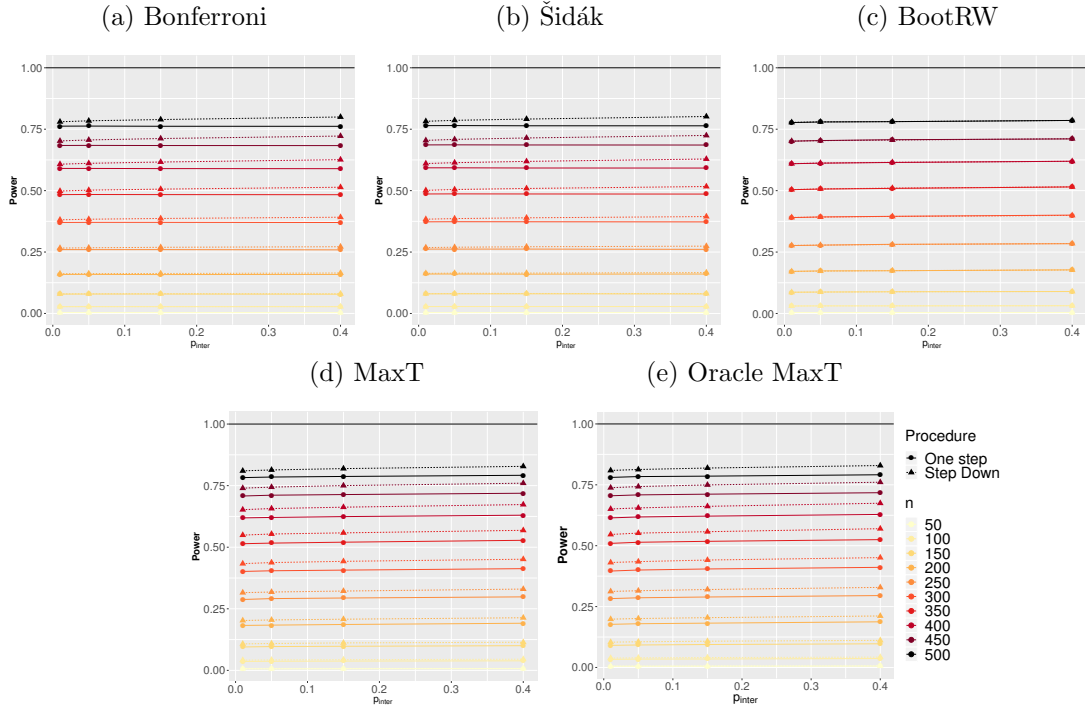 (a) Bonferroni
(b) Šidák
(c) BootRW
1.00
0.75
0.50
0.25
0.00
Power
0.0 0.1 0.2 0.3 0.4
pinter
1.00
0.75
0.50
0.25
0.00
Power
0.0 0.1 0.2 0.3 0.4
pinter
1.00
0.75
0.50
0.25
0.00
Power
0.0 0.1 0.2 0.3 0.4
pinter
(d) MaxT
(e) Oracle MaxT
1.00
0.75
0.50
0.25
0.00
Power
0.0 0.1 0.2 0.3 0.4
pinter
1.00
0.75
0.50
0.25
0.00
Power
0.0 0.1 0.2 0.3 0.4
pinter
Procedure
One step
Step Down
n
50
100
150
200
250
300
350
400
450
500